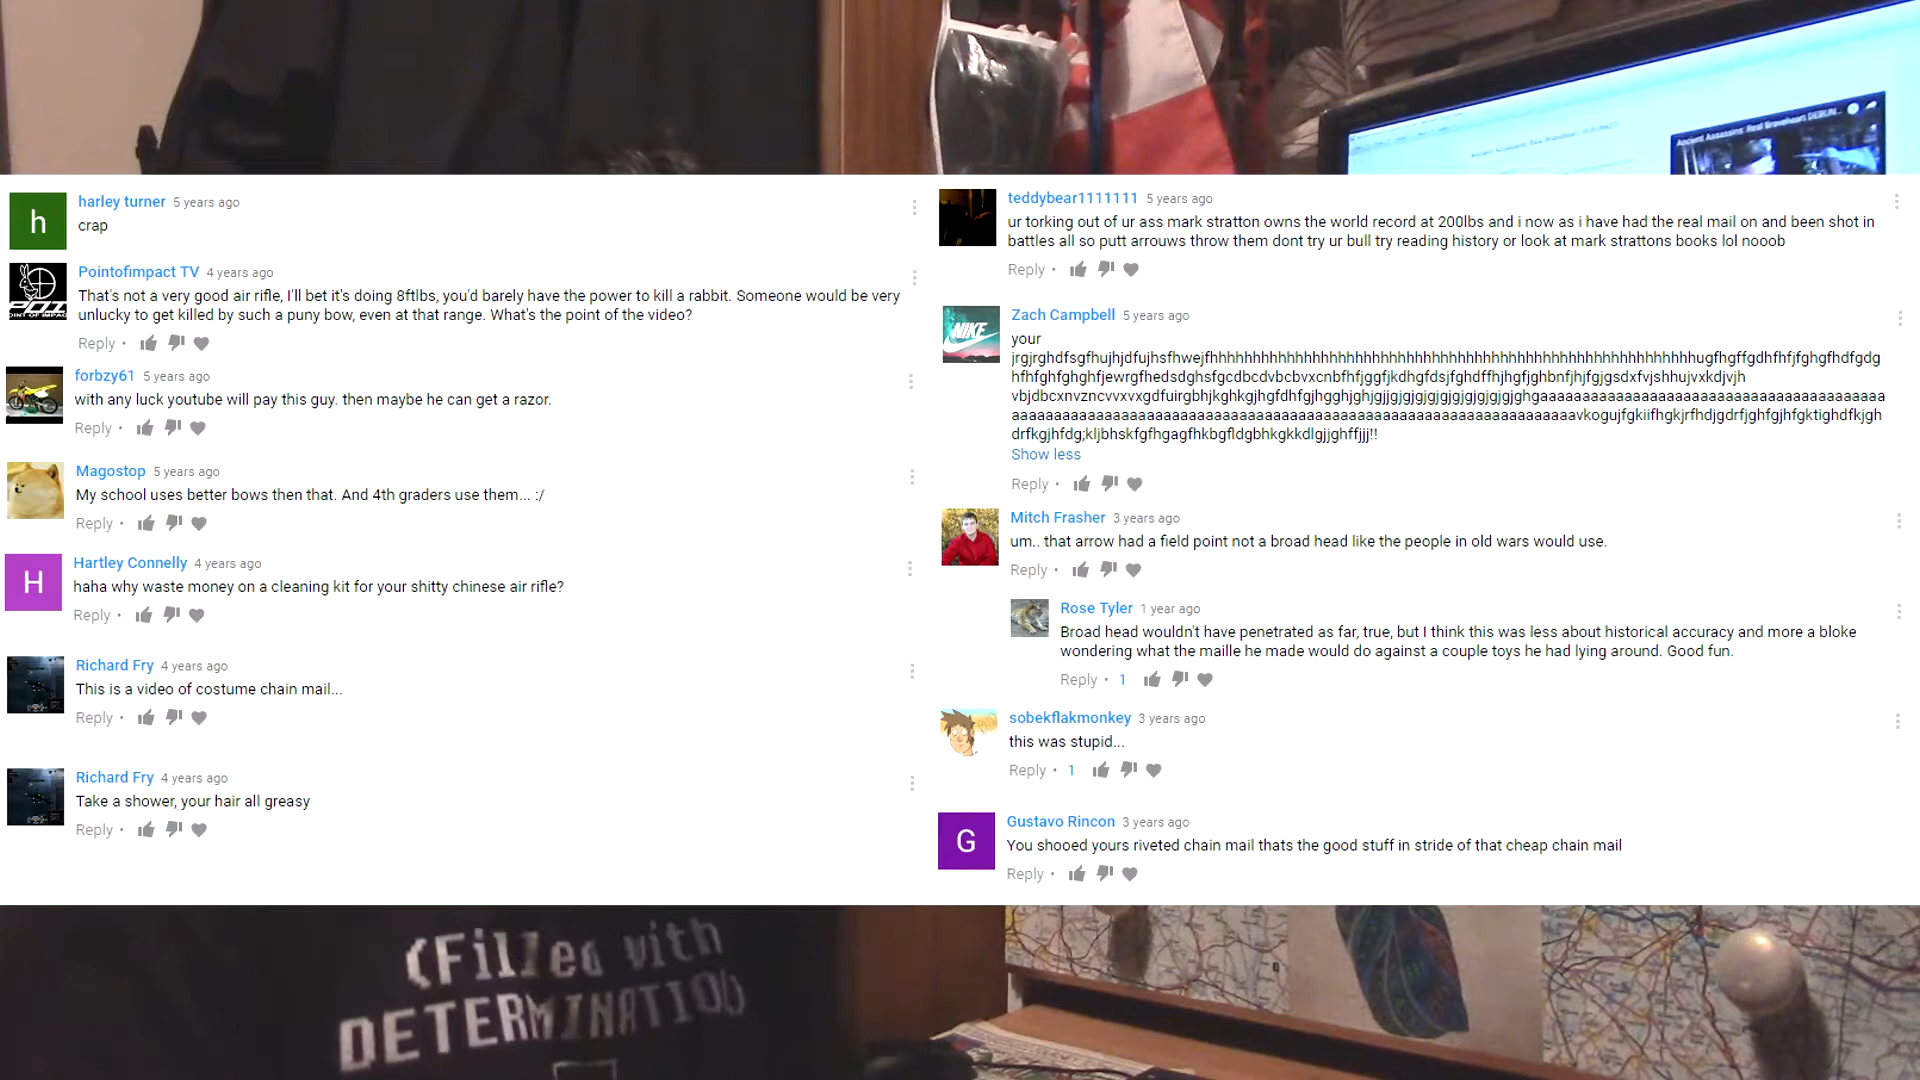 Ancient Assassins: Real Braveheart DEBUN...
h
harley turner 5 years ago
crap
Pointofimpact TV 4 years ago
That's not a very good air rifle, I'll bet it's doing 8ftlbs, you'd barely have the power to kill a rabbit. Someone would be very
unlucky to get killed by such a puny bow, even at that range. What's the point of the video?
Reply •
forbzy61 5 years ago
with any luck youtube will pay this guy. then maybe he can get a razor.
Reply •
Magostop 5 years ago
My school uses better bows then that. And 4th graders use them... :/
Reply •
H
Hartley Connelly 4 years ago
haha why waste money on a cleaning kit for your shitty chinese air rifle?
Reply •
Richard Fry 4 years ago
This is a video of costume chain mail...
Reply •
Richard Fry 4 years ago
Take a shower, your hair all greasy
Reply •
teddybear1111111 5 years ago
ur torking out of ur ass mark stratton owns the world record at 200lbs and i now as i have had the real mail on and been shot in
battles all so putt arrouws throw them dont try ur bull try reading history or look at mark strattons books lol nooob
Reply •
NIKE
Zach Campbell 5 years ago
your
Show less
Reply •
Mitch Frasher 3 years ago
um.. that arrow had a field point not a broad head like the people in old wars would use.
Reply •
Rose Tyler 1 year ago
Broad head wouldn't have penetrated as far, true, but I think this was less about historical accuracy and more a bloke
wondering what the maille he made would do against a couple toys he had lying around. Good fun.
Reply • 1
sobekflakmonkey 3 years ago
this was stupid...
Reply • 1
G
Gustavo Rincon 3 years ago
You shooed yours riveted chain mail thats the good stuff in stride of that cheap chain mail
Reply •
(Filled with
DETERMINATION)